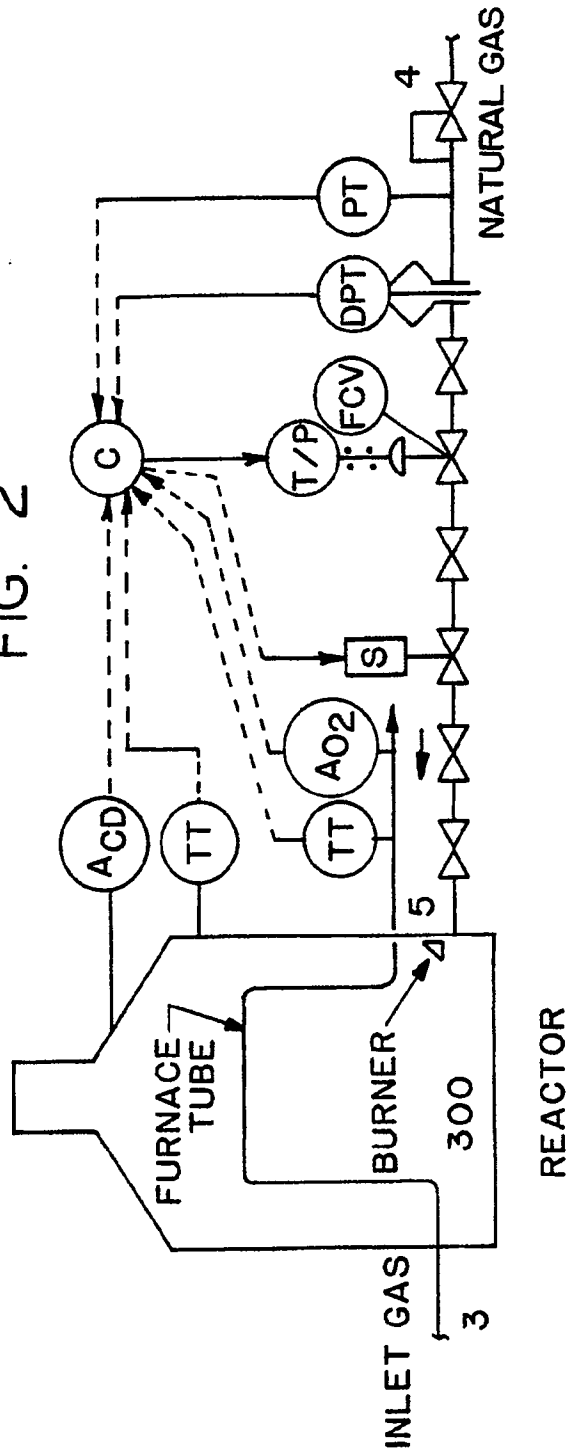 FIG. 2
C
ACD
TT
TT
AO2
S
T/P
FCV
DPT
PT
4
NATURAL GAS
FURNACE
TUBE
BURNER
5
300
INLET GAS
3
REACTOR